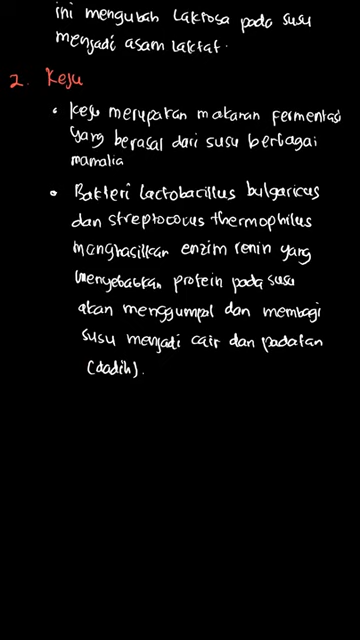 ini mengubah laktosa pada susu
menjadi asam laktat.
2. Keju
• Keju merupakan makanan fermentasi
yang berasal dari susu berbagai
mamalia
• Bakteri lactobacillus bulgaricus
dan streptococus thermophilus
manghasilkan enzim renin yang
menyebabkan protein pada susu
akan menggumpal dan membagi
susu menjadi cair dan padatan
(dadih).